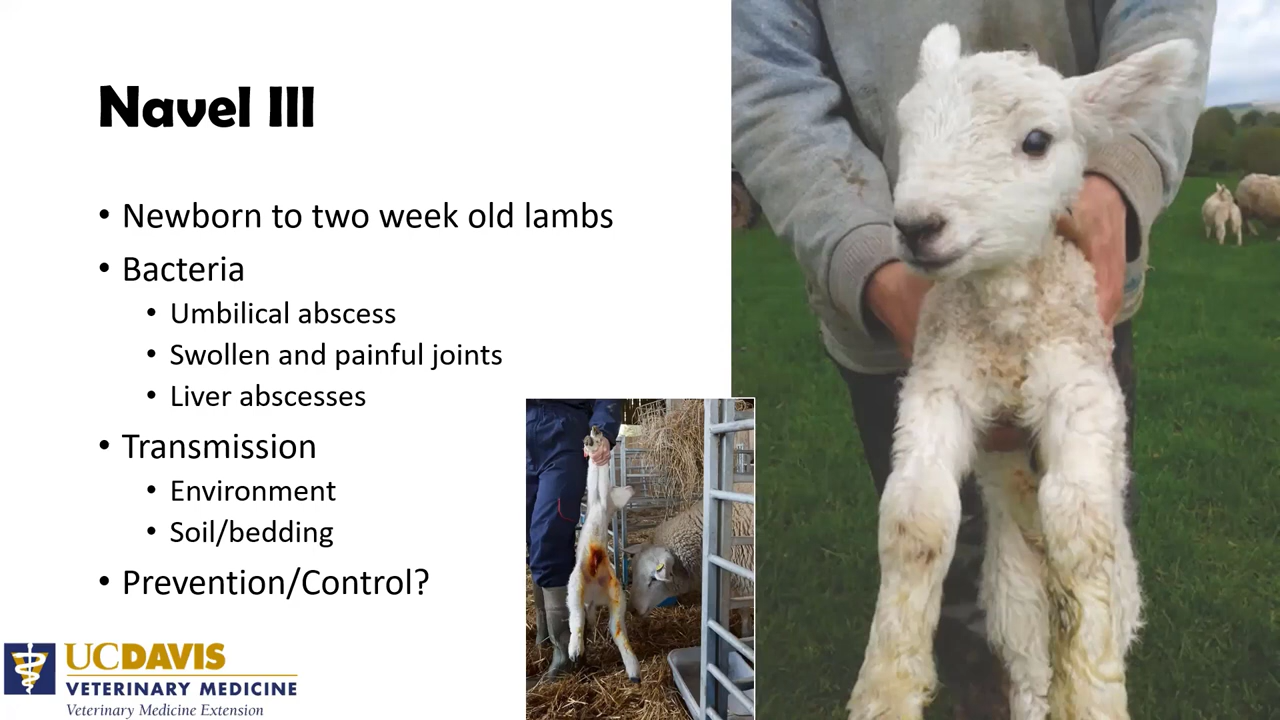 Navel III
• Newborn to two week old lambs
• Bacteria
• Umbilical abscess
• Swollen and painful joints
• Liver abscesses
• Transmission
• Environment
• Soil/bedding
• Prevention/Control?
UCDAVIS
VETERINARY MEDICINE
Veterinary Medicine Extension